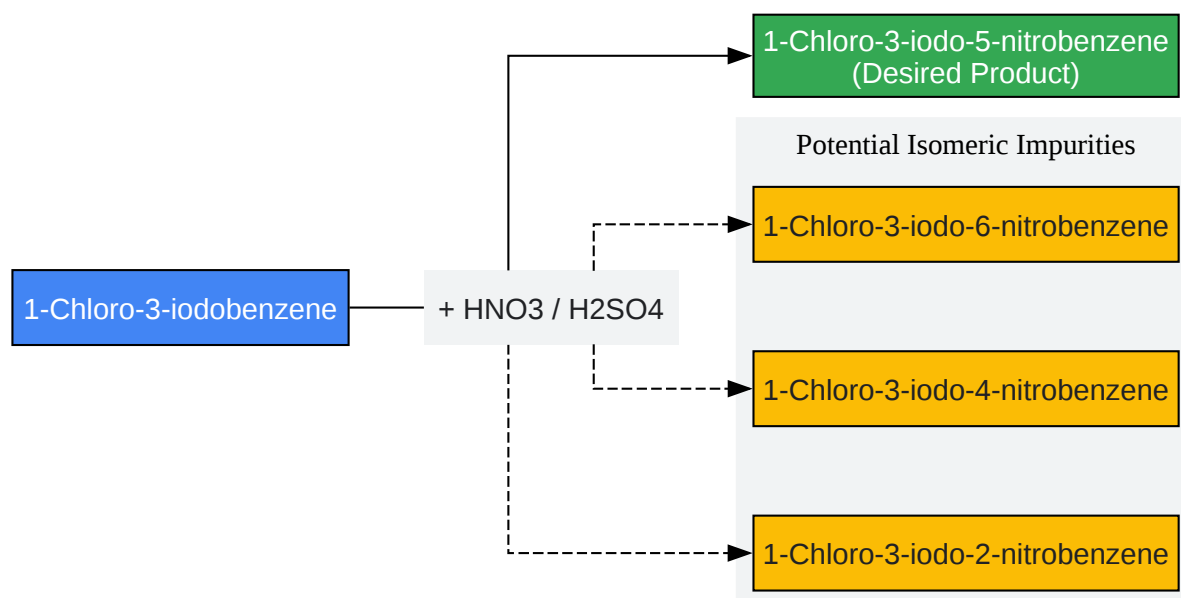 1-Chloro-3-iodo-5-nitrobenzene
(Desired Product)
Potential Isomeric Impurities
1-Chloro-3-iodo-6-nitrobenzene
1-Chloro-3-iodobenzene
+ HNO3 / H2SO4
1-Chloro-3-iodo-4-nitrobenzene
1-Chloro-3-iodo-2-nitrobenzene